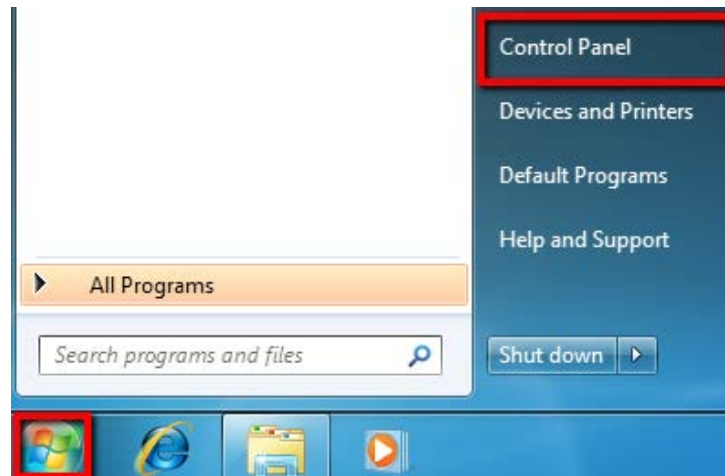 Control Panel
Devices and Printers
Default Programs
Help and Support
All Programs
Search programs and files
Shut down